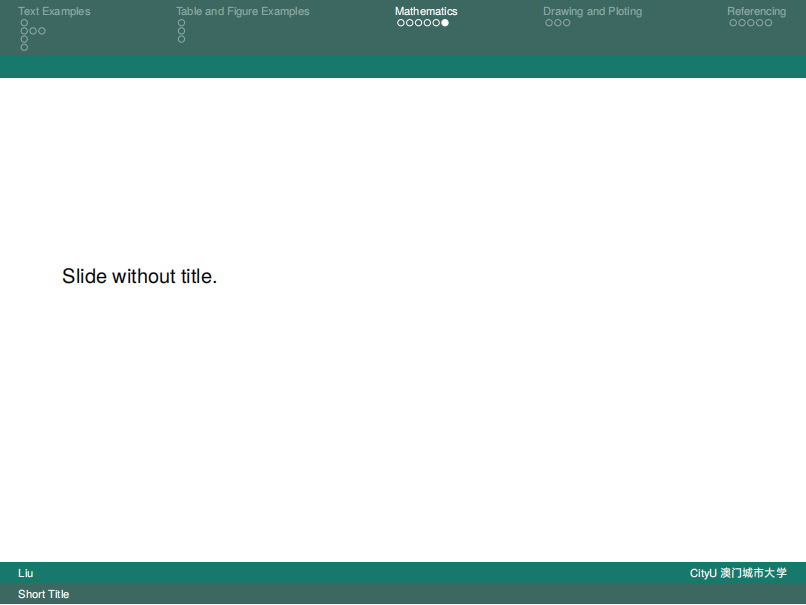 Text Examples
Table and Figure Examples
Mathematics
Drawing and Ploting
Referencing
Slide without title.
Liu
CityU 澳门城市大学
Short Title